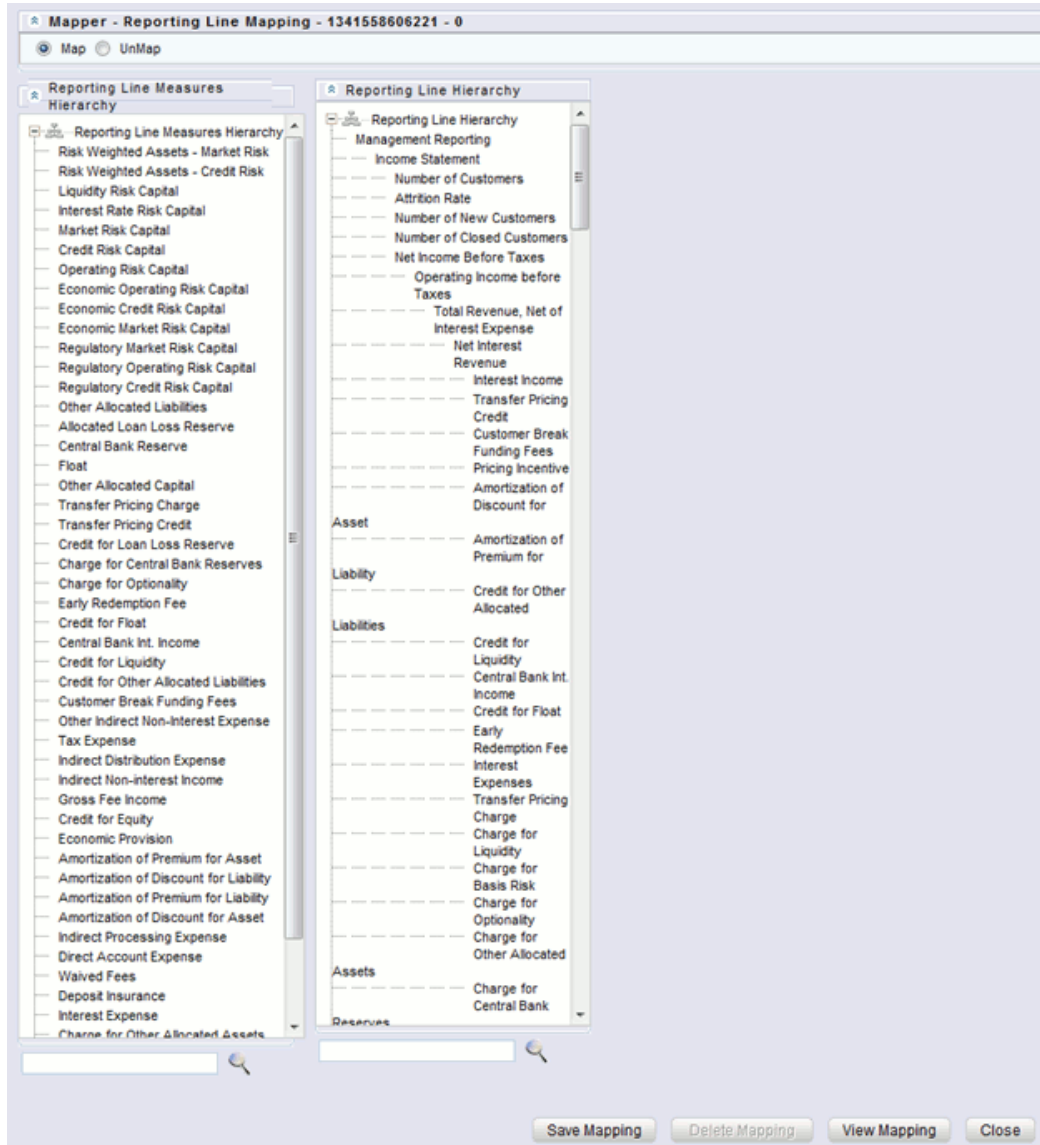 Mapper - Reporting Line Mapping - 1341558606221 - 0
Map UnMap
Reporting Line Measures
Hierarchy
Reporting Line Measures Hierarchy
Risk Weighted Assets - Market Risk
Risk Weighted Assets - Credit Risk
Liquidity Risk Capital
Interest Rate Risk Capital
Market Risk Capital
Credit Risk Capital
Operating Risk Capital
Economic Operating Risk Capital
Economic Credit Risk Capital
Economic Market Risk Capital
Regulatory Market Risk Capital
Regulatory Operating Risk Capital
Regulatory Credit Risk Capital
Other Allocated Liabilities
Allocated Loan Loss Reserve
Central Bank Reserve
Float
Other Allocated Capital
Transfer Pricing Charge
Transfer Pricing Credit
Credit for Loan Loss Reserve
Charge for Central Bank Reserves
Charge for Optionality
Early Redemption Fee
Credit for Float
Central Bank Int. Income
Credit for Liquidity
Credit for Other Allocated Liabilities
Customer Break Funding Fees
Other Indirect Non-Interest Expense
Tax Expense
Indirect Distribution Expense
Indirect Non-interest Income
Gross Fee Income
Credit for Equity
Economic Provision
Amortization of Premium for Asset
Amortization of Discount for Liability
Amortization of Premium for Liability
Amortization of Discount for Asset
Indirect Processing Expense
Direct Account Expense
Waived Fees
Deposit Insurance
Interest Expense
Charge for Other Allocated Assets
Reporting Line Hierarchy
Reporting Line Hierarchy
Management Reporting
Income Statement
Number of Customers
Attrition Rate
Number of New Customers
Number of Closed Customers
Net Income Before Taxes
Operating Income before
Taxes
Total Revenue, Net of
Interest Expense
Net Interest
Revenue
Interest Income
Transfer Pricing
Credit
Customer Break
Funding Fees
Pricing Incentive
Amortization of
Discount for
Asset
Amortization of
Premium for
Liability
Credit for Other
Allocated
Liabilities
Credit for
Liquidity
Central Bank Int.
Income
Credit for Float
Early
Redemption Fee
Interest
Expenses
Transfer Pricing
Charge
Charge for
Liquidity
Charge for
Basis Risk
Charge for
Optionality
Charge for
Other Allocated
Assets
Charge for
Central Bank
Reserves
Save Mapping Delete Mapping View Mapping Close